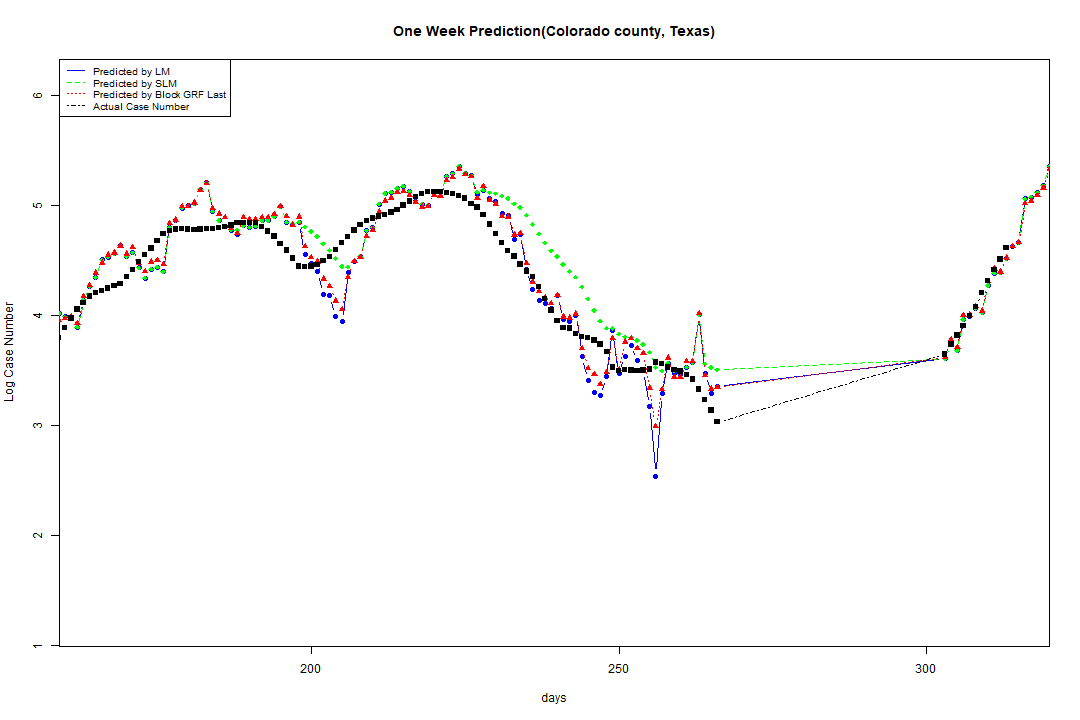 One Week Prediction(Colorado county, Texas)
Predicted by LM
Predicted by SLM
Predicted by Block GRF Last
Actual Case Number
Log Case Number
6
5
4
3
2
1
200
250
300
days